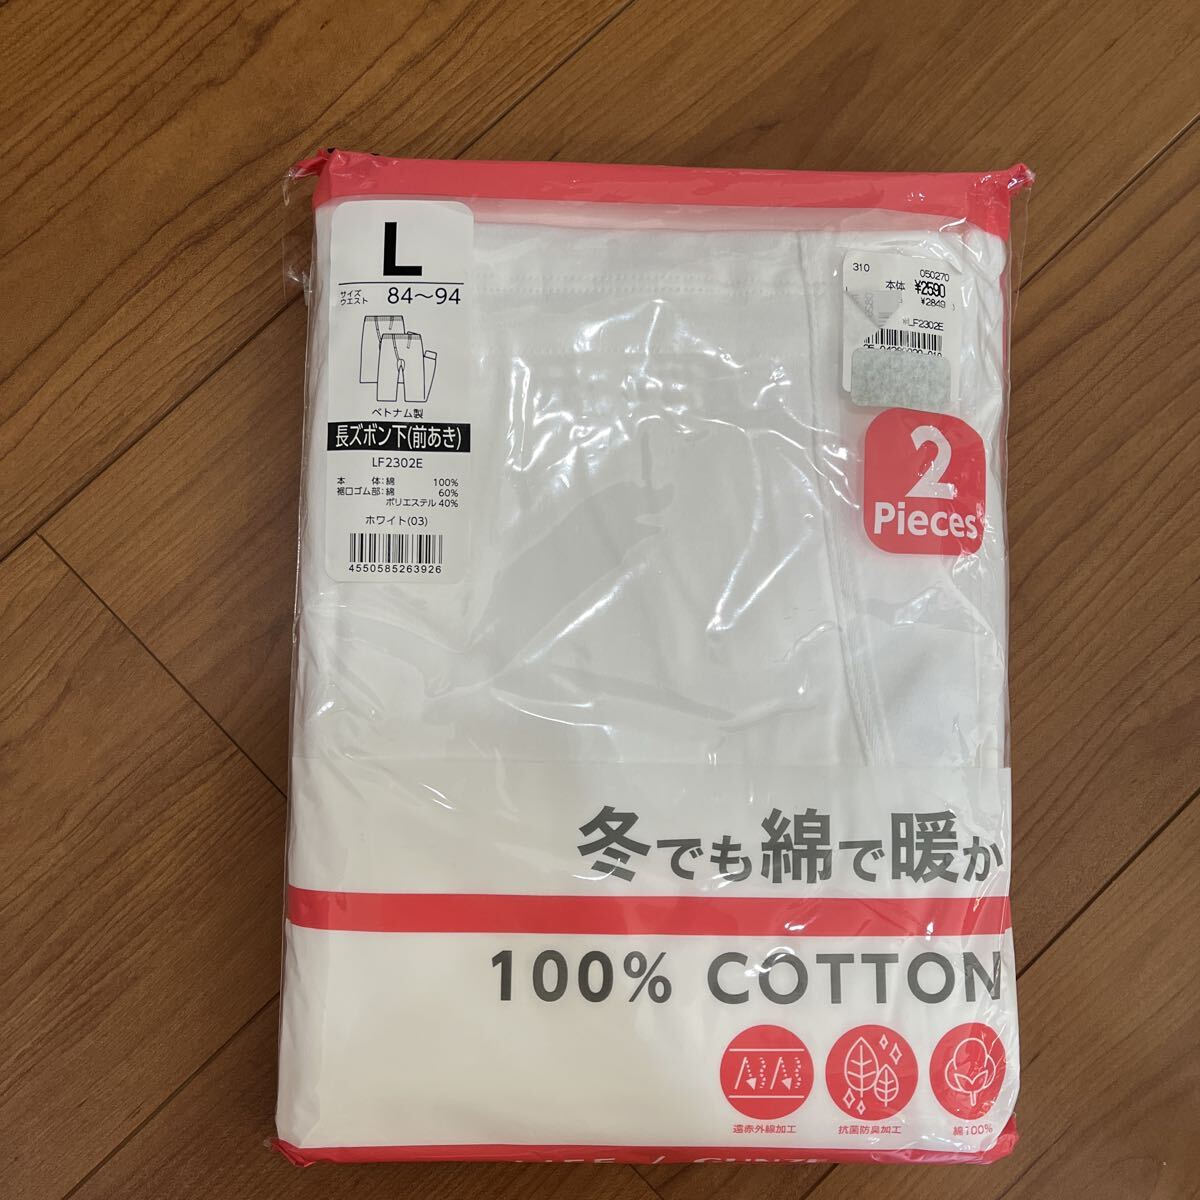 L
サイズ
ウエスト 84〜94
ベトナム製
長ズボン下(前あき)
LF2302E
本　体:綿 100%
裾口ゴム部:綿 60%
ポリエステル 40%
ホワイト(03)
4550585263926
310 050270
本体 ¥2590
¥2849
LF2302E
2
Pieces
冬でも綿で暖か
100% COTTON
遠赤外線加工 抗菌防臭加工 綿100%
GUNZE